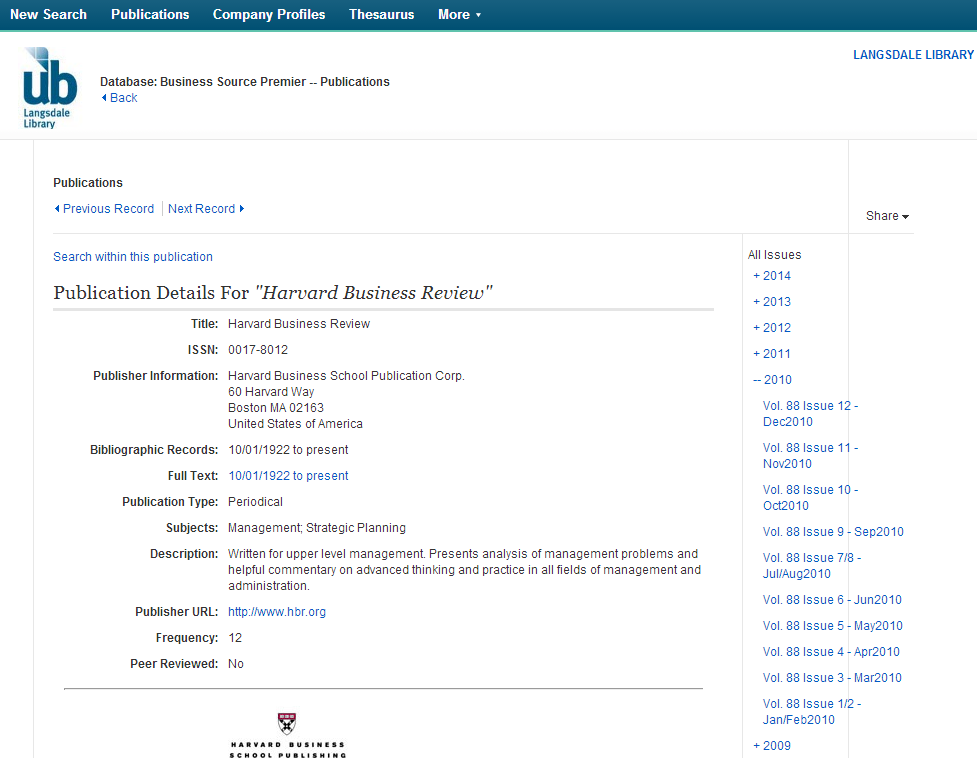 New Search Publications Company Profiles Thesaurus More
ub
Langsdale
Library
Database: Business Source Premier -- Publications
Back
LANGSDALE LIBRARY
Publications
Previous Record Next Record
Share
Search within this publication
Publication Details For "Harvard Business Review"
Title: Harvard Business Review
ISSN: 0017-8012
Publisher Information: Harvard Business School Publication Corp.
60 Harvard Way
Boston MA 02163
United States of America
Bibliographic Records: 10/01/1922 to present
Full Text: 10/01/1922 to present
Publication Type: Periodical
Subjects: Management; Strategic Planning
Description: Written for upper level management. Presents analysis of management problems and
helpful commentary on advanced thinking and practice in all fields of management and
administration.
Publisher URL: http://www.hbr.org
Frequency: 12
Peer Reviewed: No
HARVARD BUSINESS
SCHOOL PUBLISHING
All Issues
+ 2014
+ 2013
+ 2012
+ 2011
-- 2010
Vol. 88 Issue 12 -
Dec2010
Vol. 88 Issue 11 -
Nov2010
Vol. 88 Issue 10 -
Oct2010
Vol. 88 Issue 9 - Sep2010
Vol. 88 Issue 7/8 -
Jul/Aug2010
Vol. 88 Issue 6 - Jun2010
Vol. 88 Issue 5 - May2010
Vol. 88 Issue 4 - Apr2010
Vol. 88 Issue 3 - Mar2010
Vol. 88 Issue 1/2 -
Jan/Feb2010
+ 2009